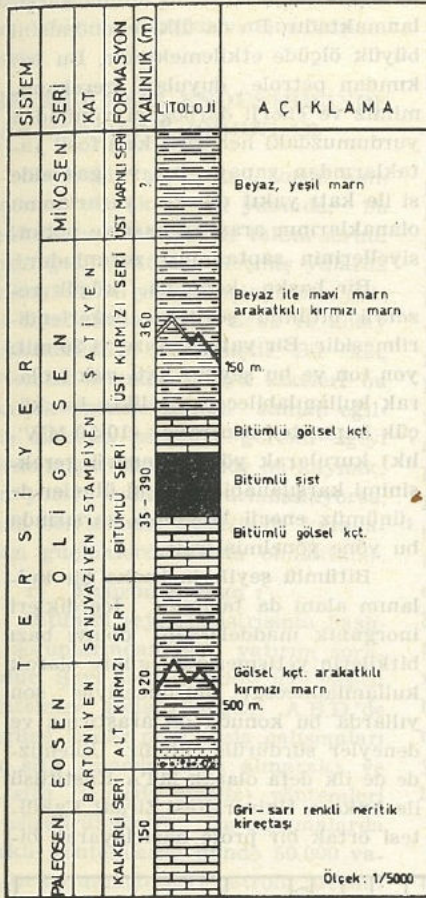 SİSTEM
SERİ
KAT
FORMASYON
KALINLIK (m)
LİTOLOJİ
AÇIKLAMA
TERSİYER
MİYOSEN
ÜST MARNLI SERİ
?
Beyaz, yeşil marn
OLİGOSEN
ŞATİYEN
ÜST KIRMIZI SERİ
360
Beyaz ile mavi marn
arakatkılı kırmızı marn
150 m.
STAMPİYEN
SANUVAZİYEN
BİTÜMLÜ SERİ
35 - 390
Bitümlü gölsel kçt.
Bitümlü şist
Bitümlü gölsel kçt.
EOSEN
BARTONİEN
ALT KIRMIZI SERİ
920
Gölsel kçt. arakatkılı
kırmızı marn
500 m.
PALEOSEN
KALKERLİ SERİ
150
Gri-sarı renkli neritik
kireçtaşı
Ölçek : 1/5000